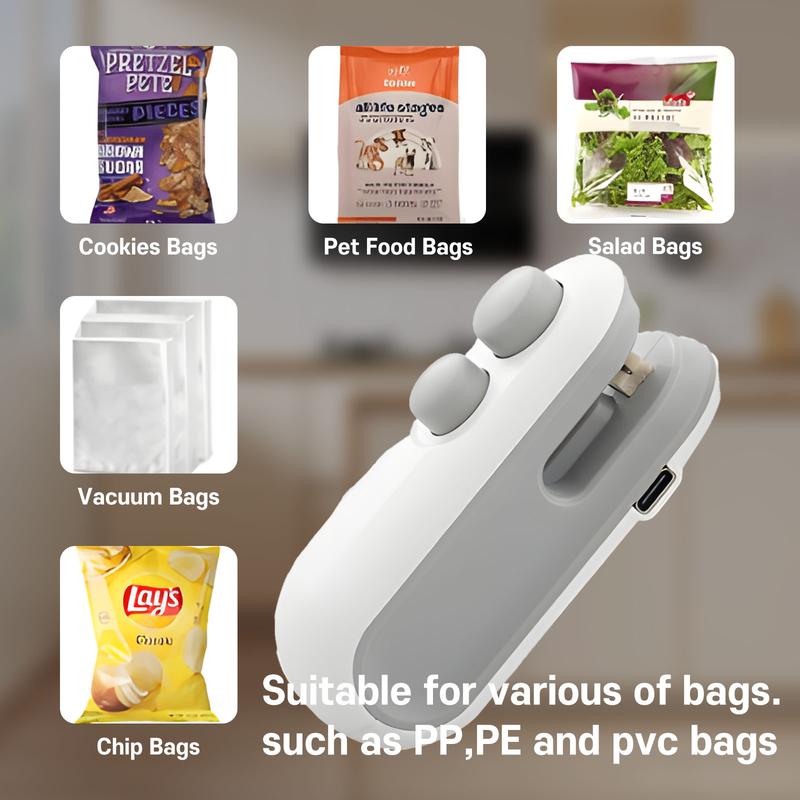 PRETZEL
PETE
PIECES
Cookies Bags
Pet Food Bags
Salad Bags
Vacuum Bags
Lay's
Chip Bags
Suitable for various of bags.
such as PP,PE and pvc bags